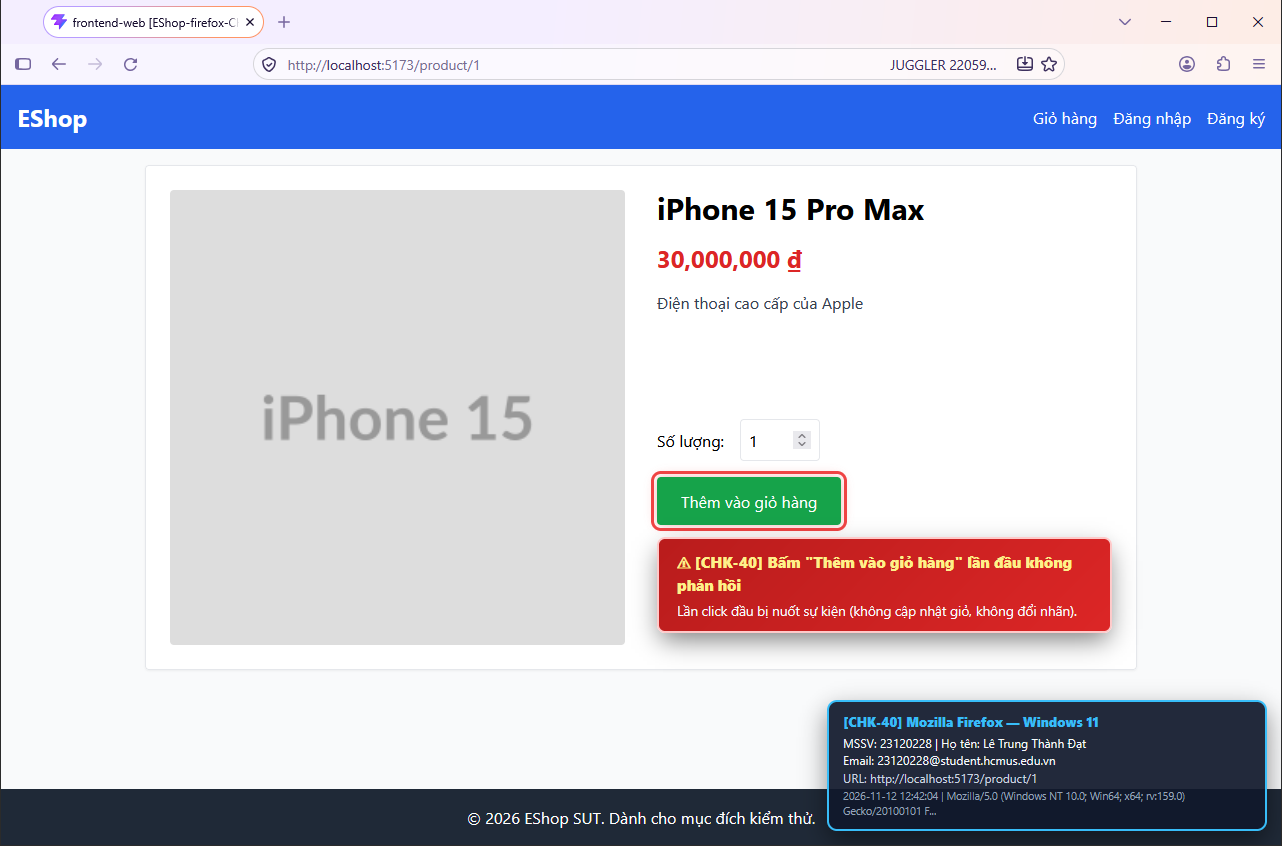 frontend-web [EShop-firefox-Cl
http://localhost:5173/product/1
JUGGLER 22059...
EShop
Giỏ hàng
Đăng nhập
Đăng ký
iPhone 15
iPhone 15 Pro Max
30,000,000 ₫
Điện thoại cao cấp của Apple
Số lượng:
1
Thêm vào giỏ hàng
⚠ [CHK-40] Bấm "Thêm vào giỏ hàng" lần đầu không
phản hồi
Lần click đầu bị nuốt sự kiện (không cập nhật giỏ, không đổi nhãn).
[CHK-40] Mozilla Firefox — Windows 11
MSSV: 23120228 | Họ tên: Lê Trung Thành Đạt
Email: 23120228@student.hcmus.edu.vn
URL: http://localhost:5173/product/1
2026-11-12 12:42:04 | Mozilla/5.0 (Windows NT 10.0; Win64; x64; rv:159.0)
Gecko/20100101 F...
© 2026 EShop SUT. Dành cho mục đích kiểm thử.